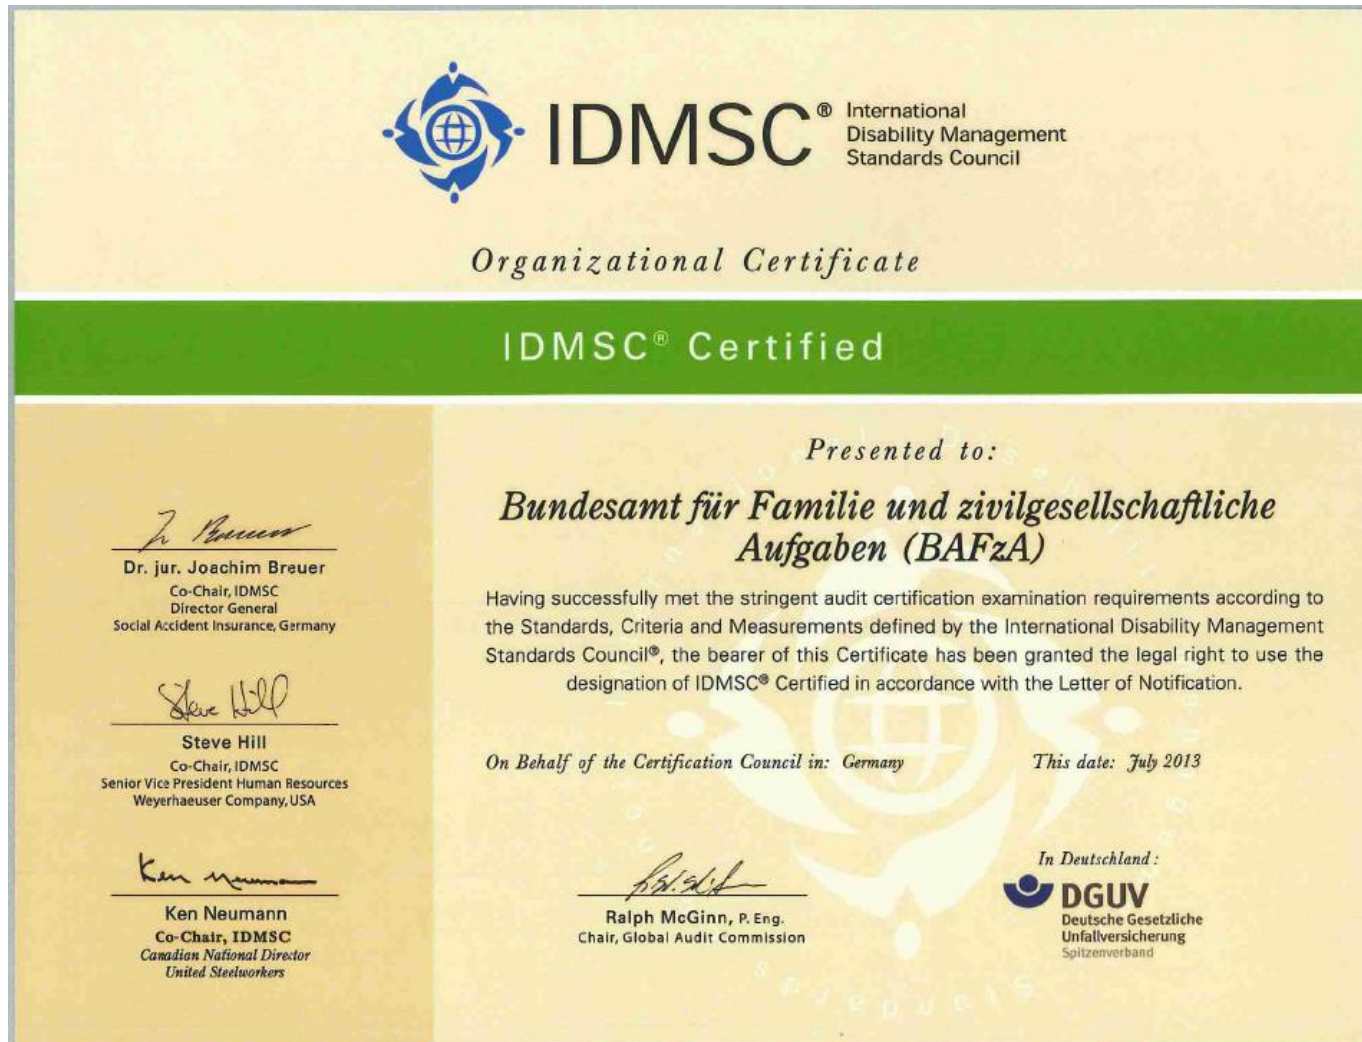 IDMSC® International
Disability Management
Standards Council
Organizational Certificate
IDMSC® Certified
Dr. jur. Joachim Breuer
Co-Chair, IDMSC
Director General
Social Accident Insurance, Germany
Steve Hill
Steve Hill
Co-Chair, IDMSC
Senior Vice President Human Resources
Weyerhaeuser Company, USA
Ken Neumann
Ken Neumann
Co-Chair, IDMSC
Canadian National Director
United Steelworkers
Presented to:
Bundesamt für Familie und zivilgesellschaftliche
Aufgaben (BAFzA)
Having successfully met the stringent audit certification examination requirements according to
the Standards, Criteria and Measurements defined by the International Disability Management
Standards Council®, the bearer of this Certificate has been granted the legal right to use the
designation of IDMSC® Certified in accordance with the Letter of Notification.
On Behalf of the Certification Council in: Germany
This date: July 2013
Ralph McGinn, P. Eng.
Chair, Global Audit Commission
In Deutschland :
DGUV
Deutsche Gesetzliche
Unfallversicherung
Spitzenverband